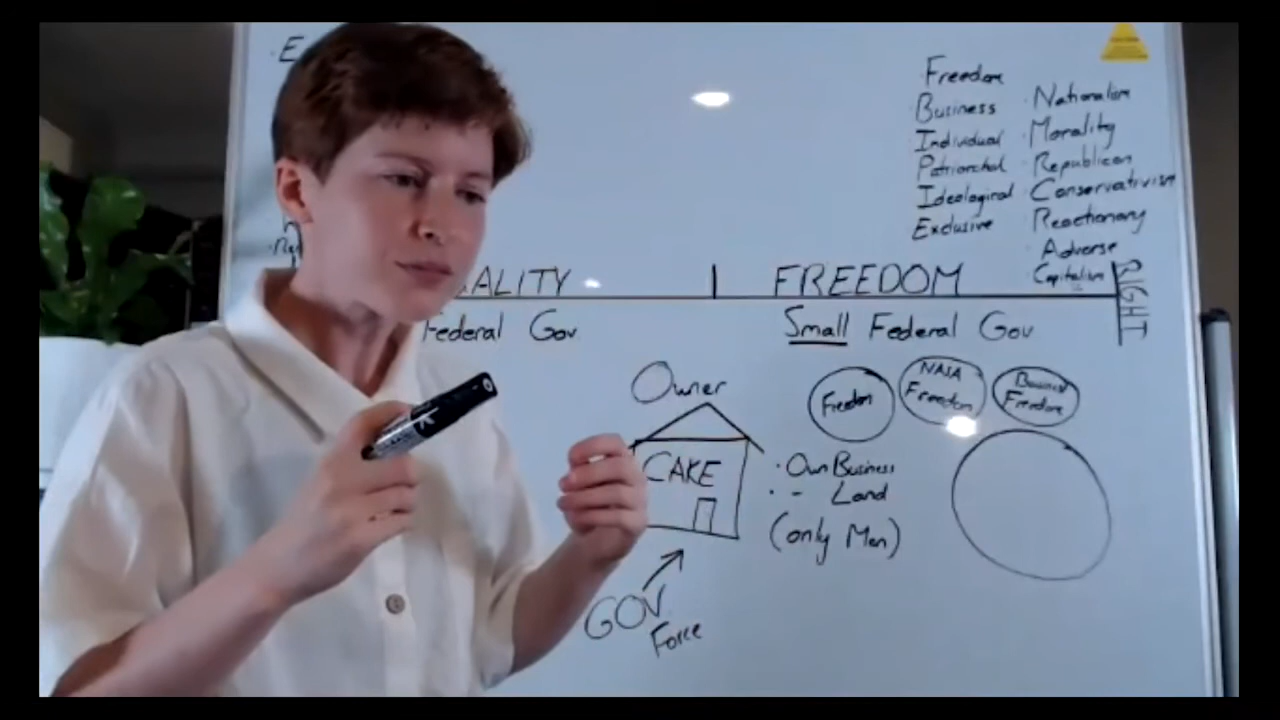 E
Freedom
Business
Individual
Patriarchal
Ideological
Exclusive
· Nationalism
· Morality
· Republican
· Conservativism
· Reactionary
· Adverse
· Capitalism
RIGHT
ALITY
FREEDOM
Federal Gov
Small Federal Gov
Owner
CAKE
GOV
Force
Freedom
NASA
Freedom
Business
Freedom
· Own Business
· - Land
(only Men)